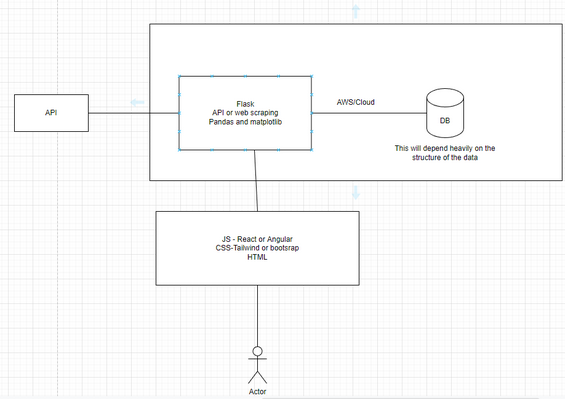 Flask
API or web scraping
Pandas and matplotlib
API
AWS/Cloud
DB
This will depend heavily on the
structure of the data
JS - React or Angular
CSS-Tailwind or bootsrap
HTML
Actor